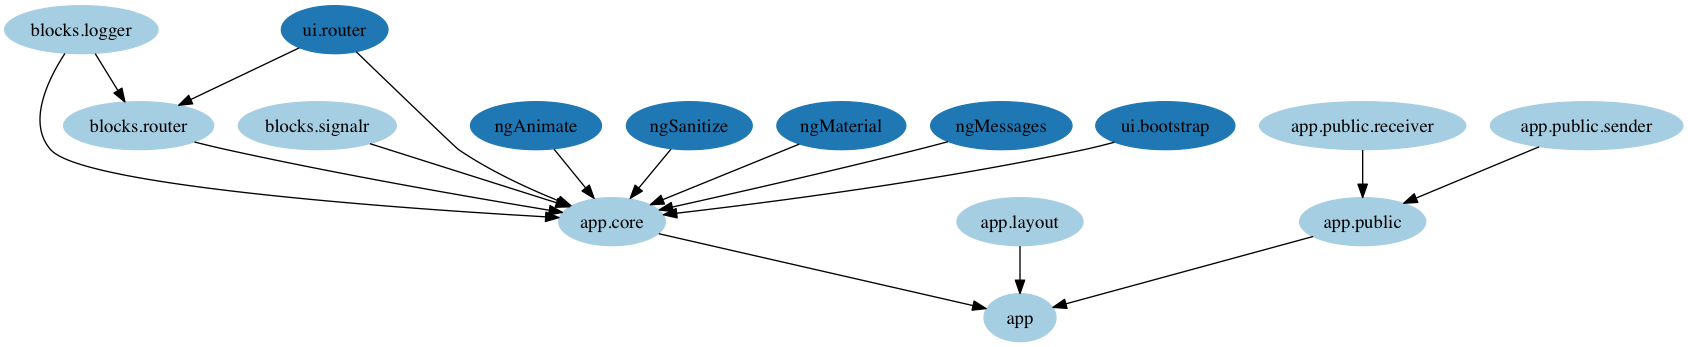 blocks.logger
ui.router
blocks.router
blocks.signalr
ngAnimate
ngSanitize
ngMaterial
ngMessages
ui.bootstrap
app.public.receiver
app.public.sender
app.core
app.layout
app.public
app